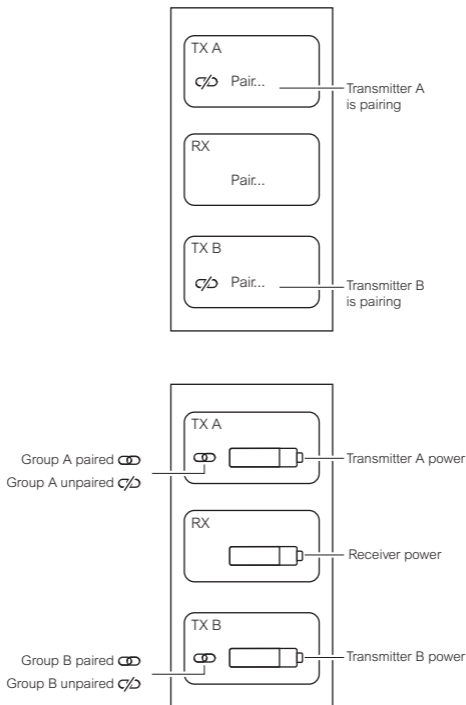 TX A
Pair...
Transmitter A
is pairing
RX
Pair...
TX B
Pair...
Transmitter B
is pairing
TX A
Group A paired
Group A unpaired
Transmitter A power
RX
Receiver power
TX B
Group B paired
Group B unpaired
Transmitter B power